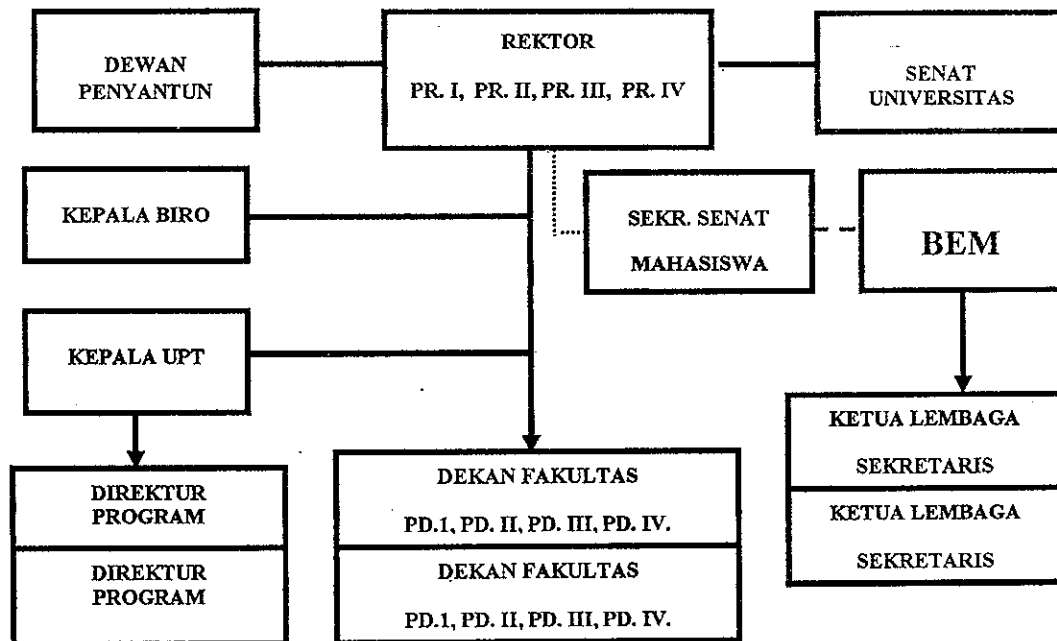 DEWAN
PENYANTUN
REKTOR
PR. I, PR. II, PR. III, PR. IV
SENAT
UNIVERSITAS
KEPALA BIRO
SEKR. SENAT
MAHASISWA
BEM
KEPALA UPT
KETUA LEMBAGA
SEKRETARIS
KETUA LEMBAGA
SEKRETARIS
DIREKTUR
PROGRAM
DIREKTUR
PROGRAM
DEKAN FAKULTAS
PD.1, PD. II, PD. III, PD. IV.
DEKAN FAKULTAS
PD.1, PD. II, PD. III, PD. IV.